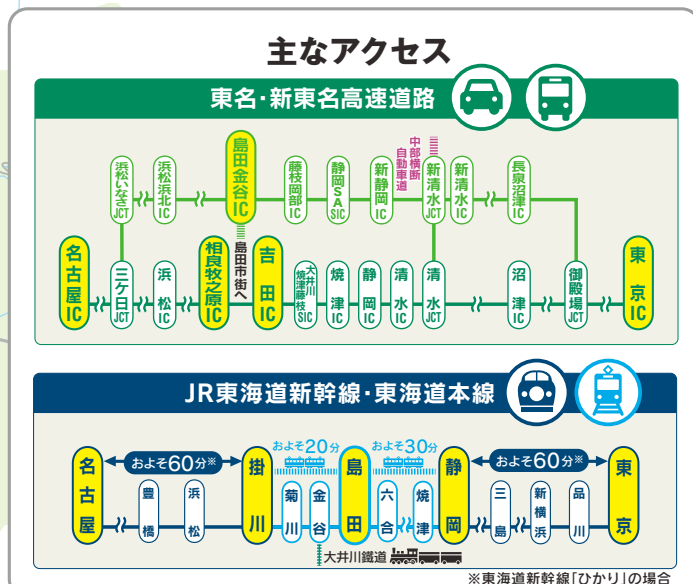 主なアクセス
東名・新東名高速道路
中部横断
自動車道
浜松いなさJCT
浜松浜北IC
島田金谷IC
藤枝岡部IC
静岡SASIC
新静岡IC
新清水JCT
新清水IC
長泉沼津IC
島田市街へ
名古屋IC
三ケ日JCT
浜松IC
相良牧之原IC
吉田IC
大井川
焼津藤枝SIC
焼津IC
静岡IC
清水IC
清水JCT
沼津IC
御殿場JCT
東京IC
JR東海道新幹線・東海道本線
およそ60分※
およそ20分
およそ30分
およそ60分※
名古屋
豊橋
浜松
掛川
菊川
金谷
島田
六合
焼津
静岡
三島
新横浜
品川
東京
大井川鐵道
※東海道新幹線「ひかり」の場合